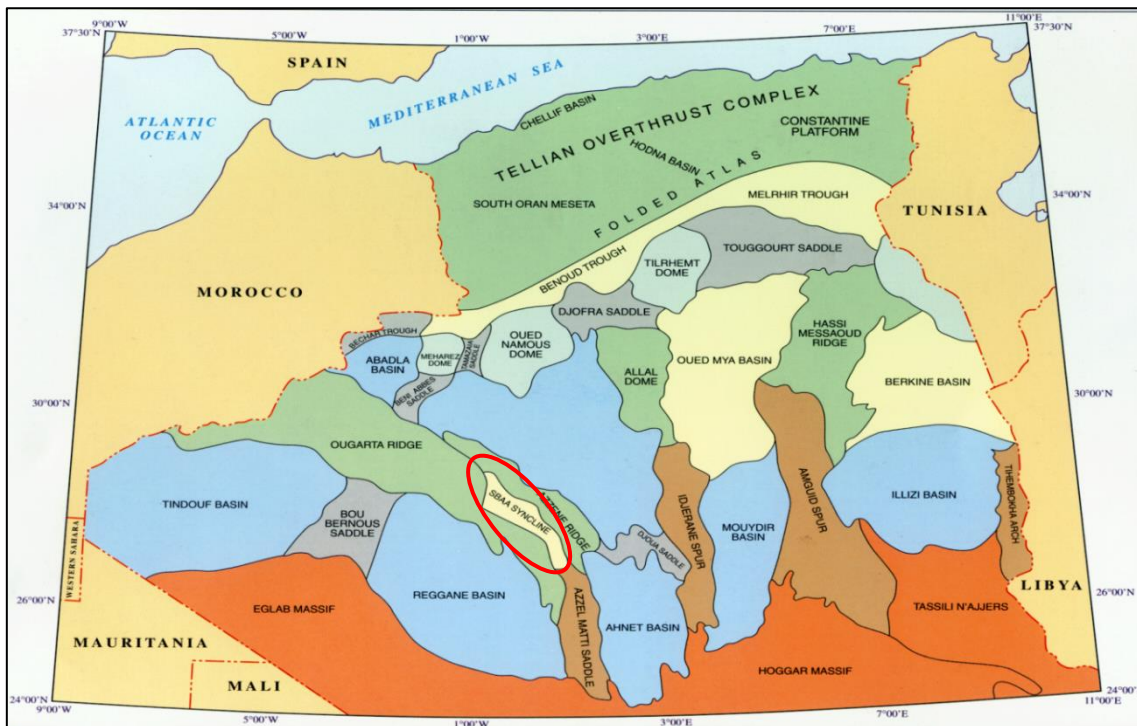 9°00'W
5°00'W
1°00'W
3°00'E
7°00'E
11°00'E
37°30'N
37°30'N
SPAIN
MEDITERRANEAN SEA
ATLANTIC
OCEAN
CHELLIF BASIN
TELLIAN OVERTHRUST COMPLEX
CONSTANTINE
PLATFORM
HODNA BASIN
FOLDED ATLAS
SOUTH ORAN MESETA
MELRHIR TROUGH
34°00'N
34°00'N
TUNISIA
TOUGGOURT SADDLE
TILRHEMT
DOME
BENOUD TROUGH
MOROCCO
DJOFRA SADDLE
BECHAR TROUGH
ABADLA
BASIN
MEHAREZ
DOME
TAMAZAIA
SADDLE
OUED
NAMOUS
DOME
HASSI
MESSAOUD
RIDGE
OUED MYA BASIN
ALLAL
DOME
BERKINE BASIN
BENI ABBES
SADDLE
30°00'N
30°00'N
OUGARTA RIDGE
TINDOUF BASIN
BOU
BERNOUS
SADDLE
SBAA SYNCLINE
AZZENE RIDGE
IDJERANE SPUR
MOUYDIR
BASIN
AMGUID SPUR
ILLIZI BASIN
TIHEMBOKHA ARCH
DJOUA SADDLE
WESTERN SAHARA
26°00'N
26°00'N
EGLAB MASSIF
REGGANE BASIN
AZZEL MATTI SADDLE
AHNET BASIN
TASSILI N'AJJERS
LIBYA
MAURITANIA
HOGGAR MASSIF
MALI
24°00'N
24°00'N
9°00'W
5°00'W
1°00'W
3°00'E
7°00'E
11°00'E